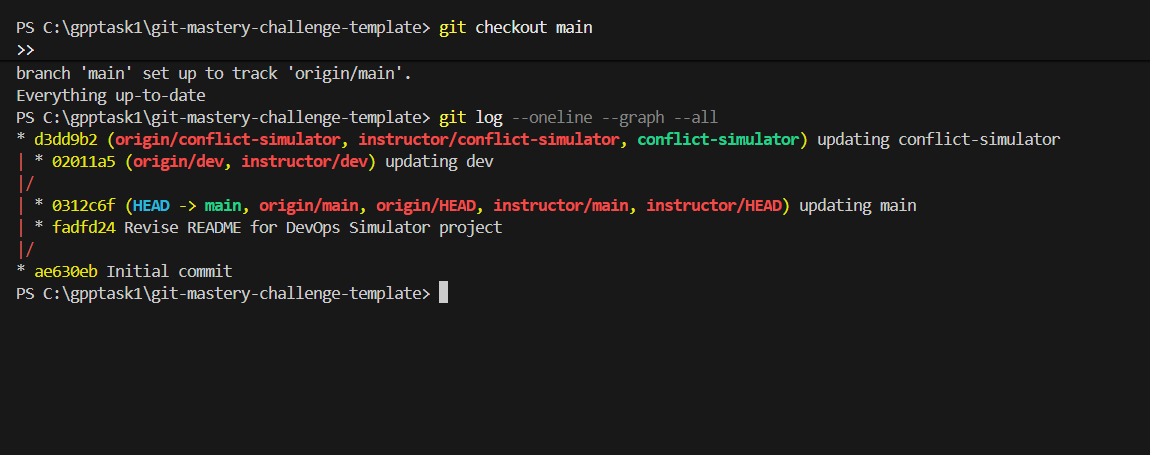 PS C:\gpptask1\git-mastery-challenge-template> git checkout main
>>
branch 'main' set up to track 'origin/main'.
Everything up-to-date
PS C:\gpptask1\git-mastery-challenge-template> git log --oneline --graph --all
* d3dd9b2 (origin/conflict-simulator, instructor/conflict-simulator, conflict-simulator) updating conflict-simulator
| * 02011a5 (origin/dev, instructor/dev) updating dev
|/
| * 0312c6f (HEAD -> main, origin/main, origin/HEAD, instructor/main, instructor/HEAD) updating main
| * fadfd24 Revise README for DevOps Simulator project
|/
* ae630eb Initial commit
PS C:\gpptask1\git-mastery-challenge-template>